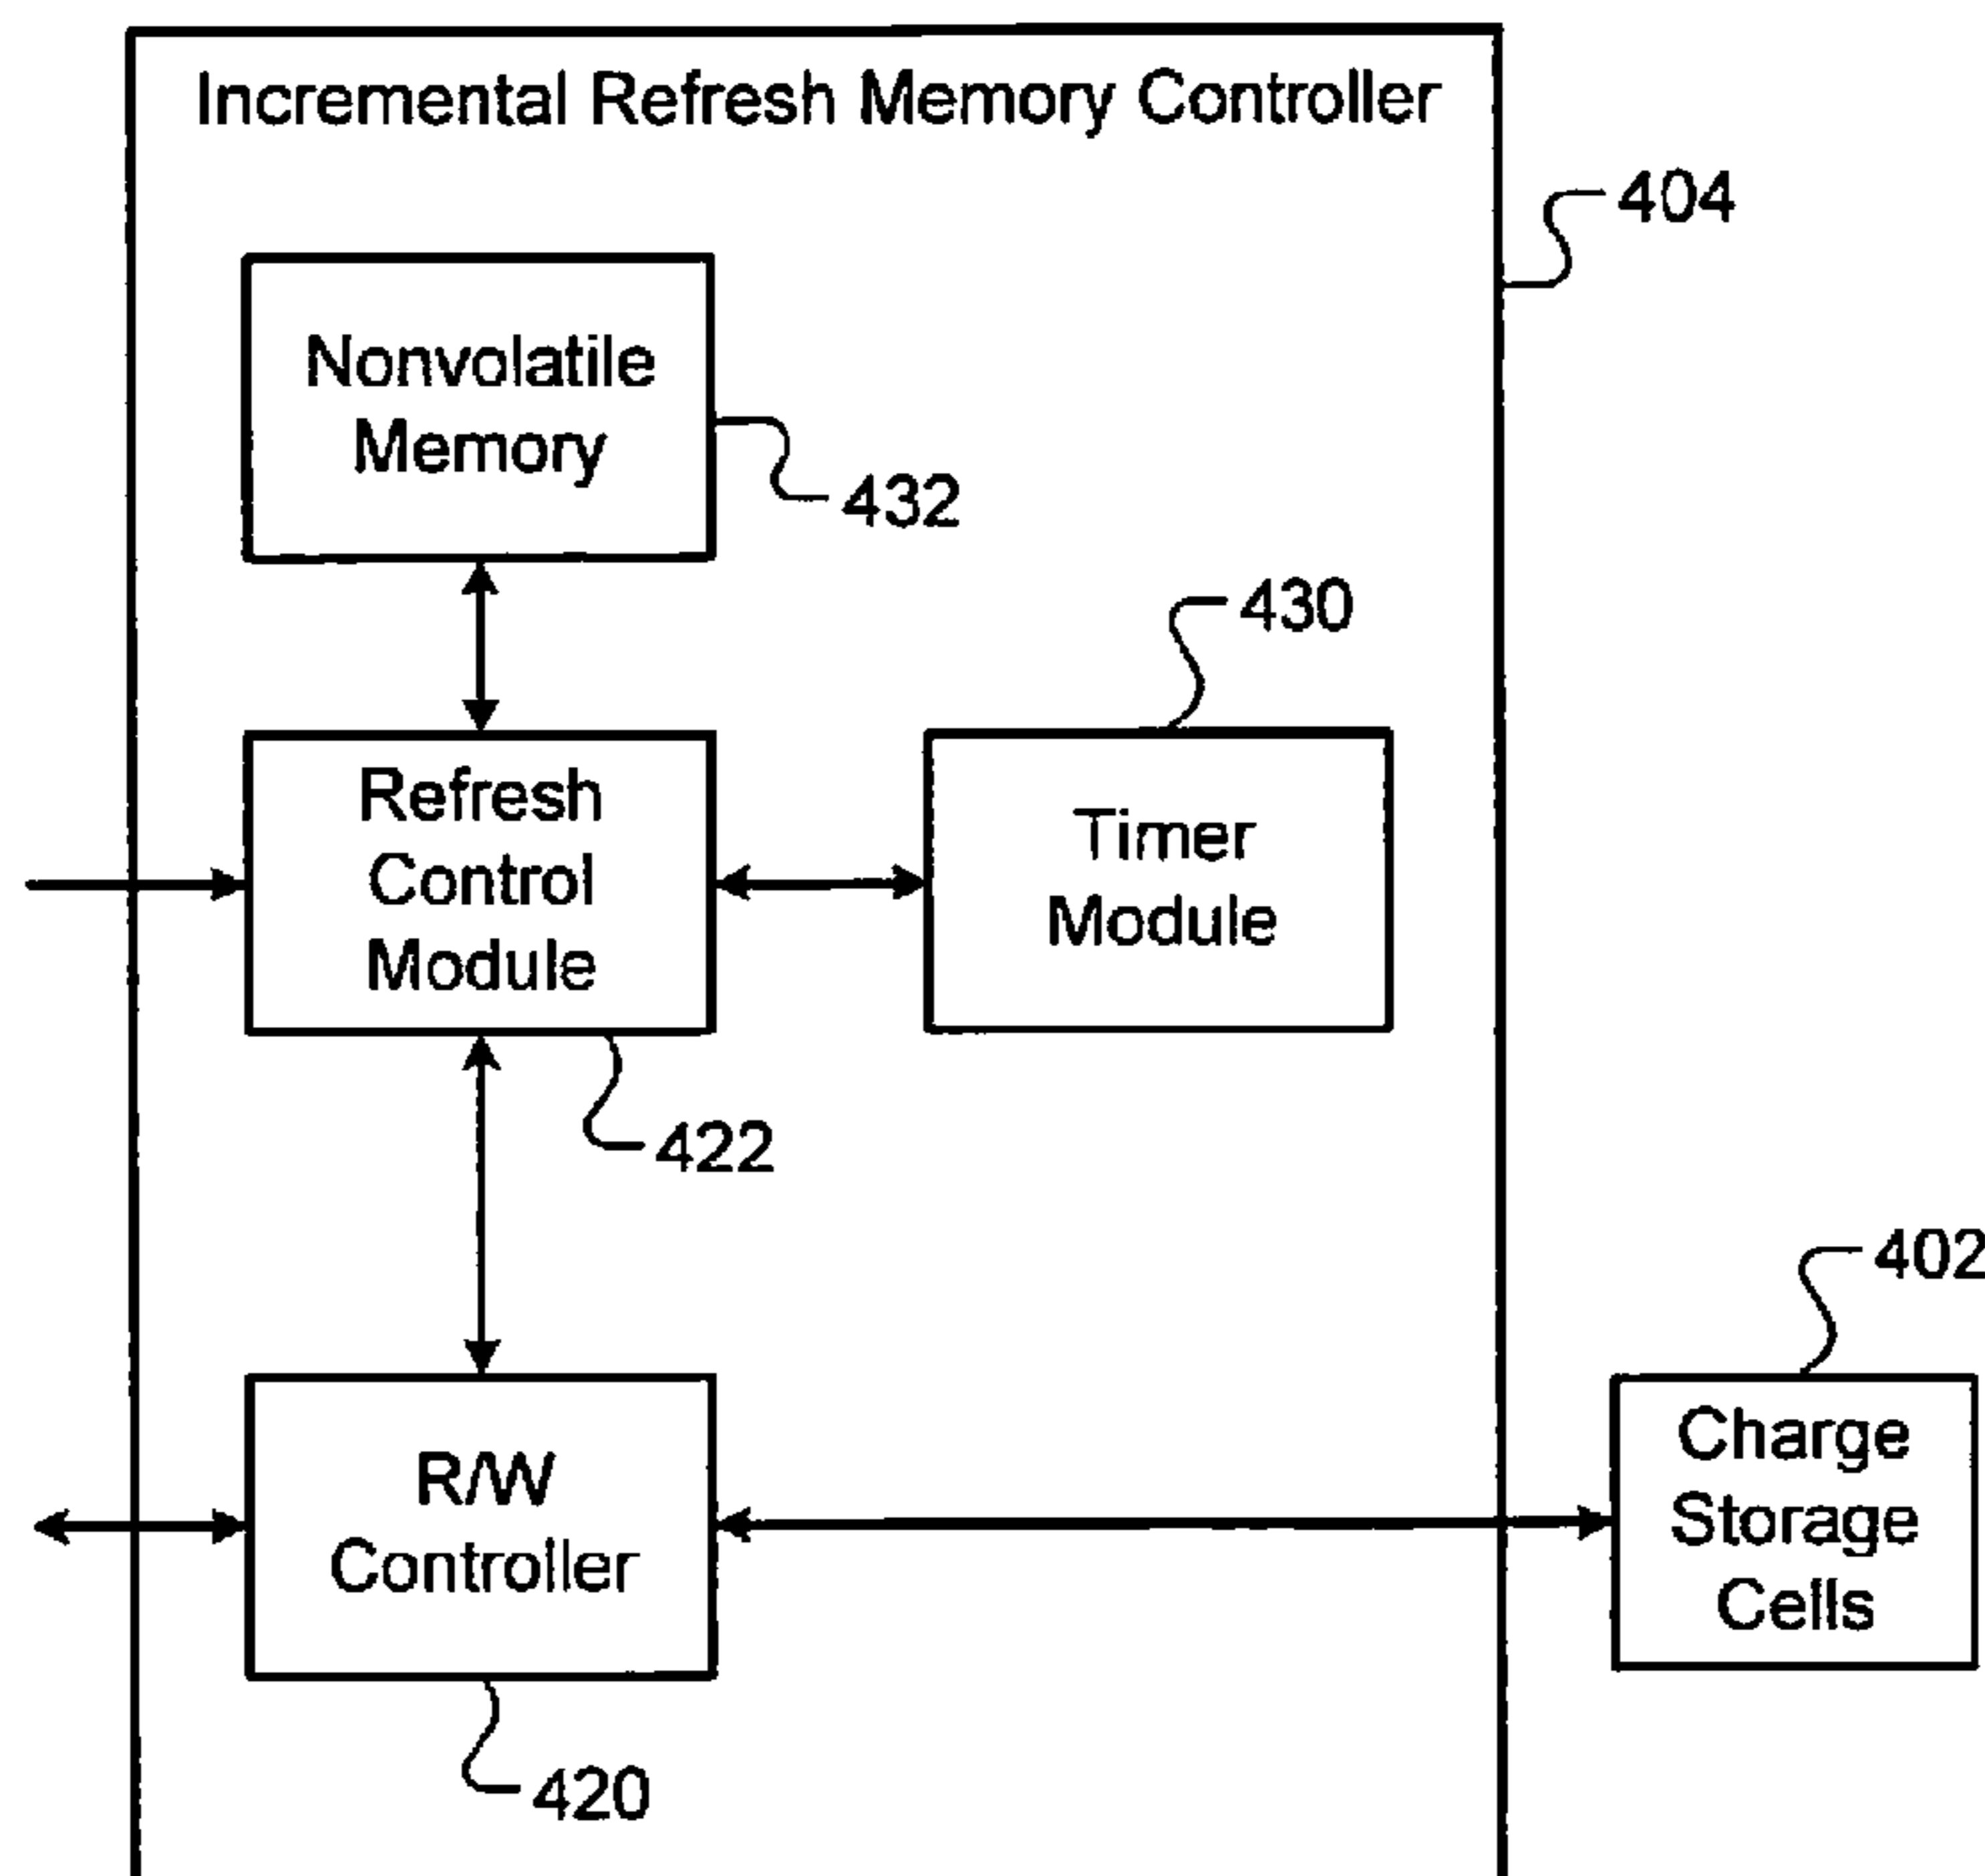 Incremental Refresh Memory Controller
404
Nonvolatile
Memory
432
430
Refresh
Control
Module
Timer
Module
422
402
R/W
Controller
Charge
Storage
Cells
420